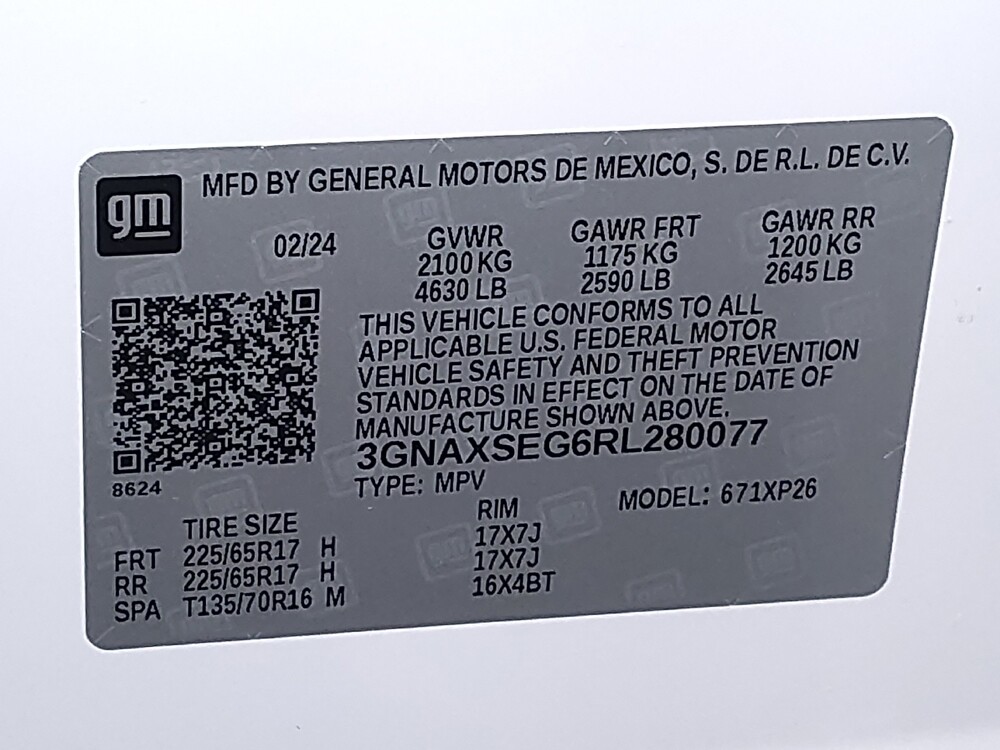 gm
MFD BY GENERAL MOTORS DE MEXICO, S. DE R.L. DE C.V.
02/24
GVWR GAWR FRT GAWR RR
2100 KG 1175 KG 1200 KG
4630 LB 2590 LB 2645 LB
THIS VEHICLE CONFORMS TO ALL
APPLICABLE U.S. FEDERAL MOTOR
VEHICLE SAFETY AND THEFT PREVENTION
STANDARDS IN EFFECT ON THE DATE OF
MANUFACTURE SHOWN ABOVE.
3GNAXSEG6RL280077
8624
TYPE: MPV MODEL: 671XP26
TIRE SIZE RIM
FRT 225/65R17 H 17X7J
RR 225/65R17 H 17X7J
SPA T135/70R16 M 16X4BT